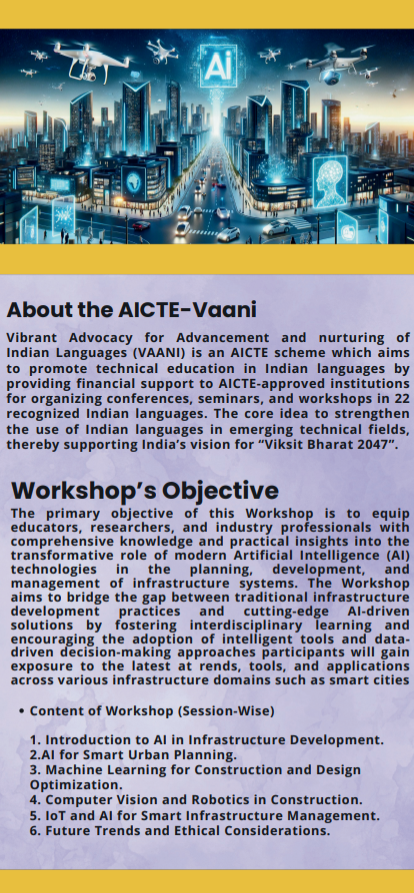 Ai
About the AICTE-Vaani
Vibrant Advocacy for Advancement and nurturing of
Indian Languages (VAANI) is an AICTE scheme which aims
to promote technical education in Indian languages by
providing financial support to AICTE-approved institutions
for organizing conferences, seminars, and workshops in 22
recognized Indian languages. The core idea to strengthen
the use of Indian languages in emerging technical fields,
thereby supporting India's vision for “Viksit Bharat 2047”.
Workshop's Objective
The primary objective of this Workshop is to equip
educators, researchers, and industry professionals with
comprehensive knowledge and practical insights into the
transformative role of modern Artificial Intelligence (AI)
technologies in the planning, development, and
management of infrastructure systems. The Workshop
aims to bridge the gap between traditional infrastructure
development practices and cutting-edge AI-driven
solutions by fostering interdisciplinary learning and
encouraging the adoption of intelligent tools and data-
driven decision-making approaches participants will gain
exposure to the latest at rends, tools, and applications
across various infrastructure domains such as smart cities
• Content of Workshop (Session-Wise)
1. Introduction to AI in Infrastructure Development.
2.AI for Smart Urban Planning.
3. Machine Learning for Construction and Design
Optimization.
4. Computer Vision and Robotics in Construction.
5. IoT and AI for Smart Infrastructure Management.
6. Future Trends and Ethical Considerations.